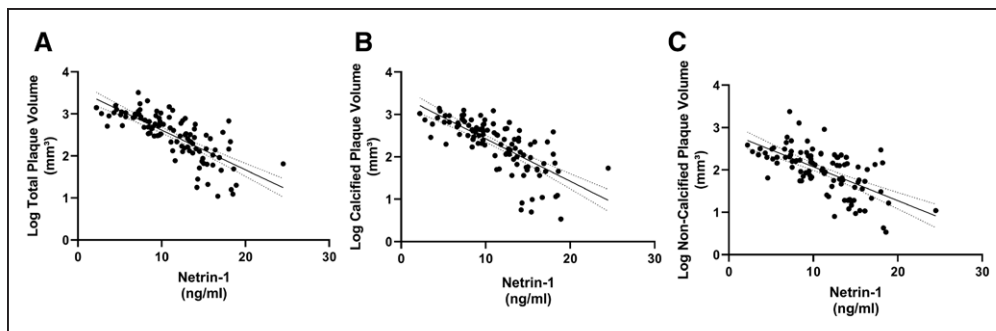 A
Log Total Plaque Volume
(mm³)
4
3
2
1
0
0
10
20
30
Netrin-1
(ng/ml)
B
Log Calcified Plaque Volume
(mm³)
4
3
2
1
0
0
10
20
30
Netrin-1
(ng/ml)
C
Log Non-Calcified Plaque Volume
(mm³)
4
3
2
1
0
0
10
20
30
Netrin-1
(ng/ml)